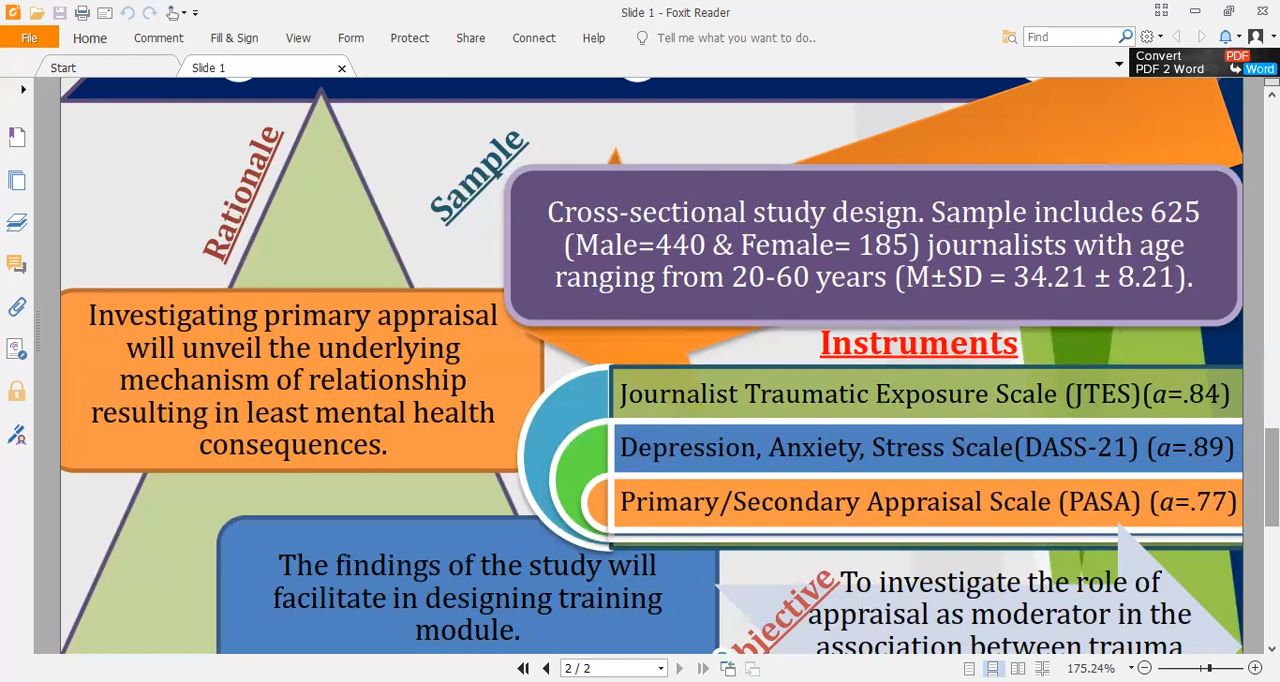 Slide 1 - Foxit Reader
File Home Comment Fill & Sign View Form Protect Share Connect Help Tell me what you want to do.. Find
Start Slide 1
Convert PDF
PDF 2 Word Word
Rationale
Sample
Cross-sectional study design. Sample includes 625
(Male=440 & Female= 185) journalists with age
ranging from 20-60 years (M±SD = 34.21 ± 8.21).
Investigating primary appraisal
will unveil the underlying
mechanism of relationship
resulting in least mental health
consequences.
Instruments
Journalist Traumatic Exposure Scale (JTES)(a=.84)
Depression, Anxiety, Stress Scale(DASS-21) (a=.89)
Primary/Secondary Appraisal Scale (PASA) (a=.77)
The findings of the study will
facilitate in designing training
module.
bjective
To investigate the role of
appraisal as moderator in the
association between trauma
2 / 2 175.24%